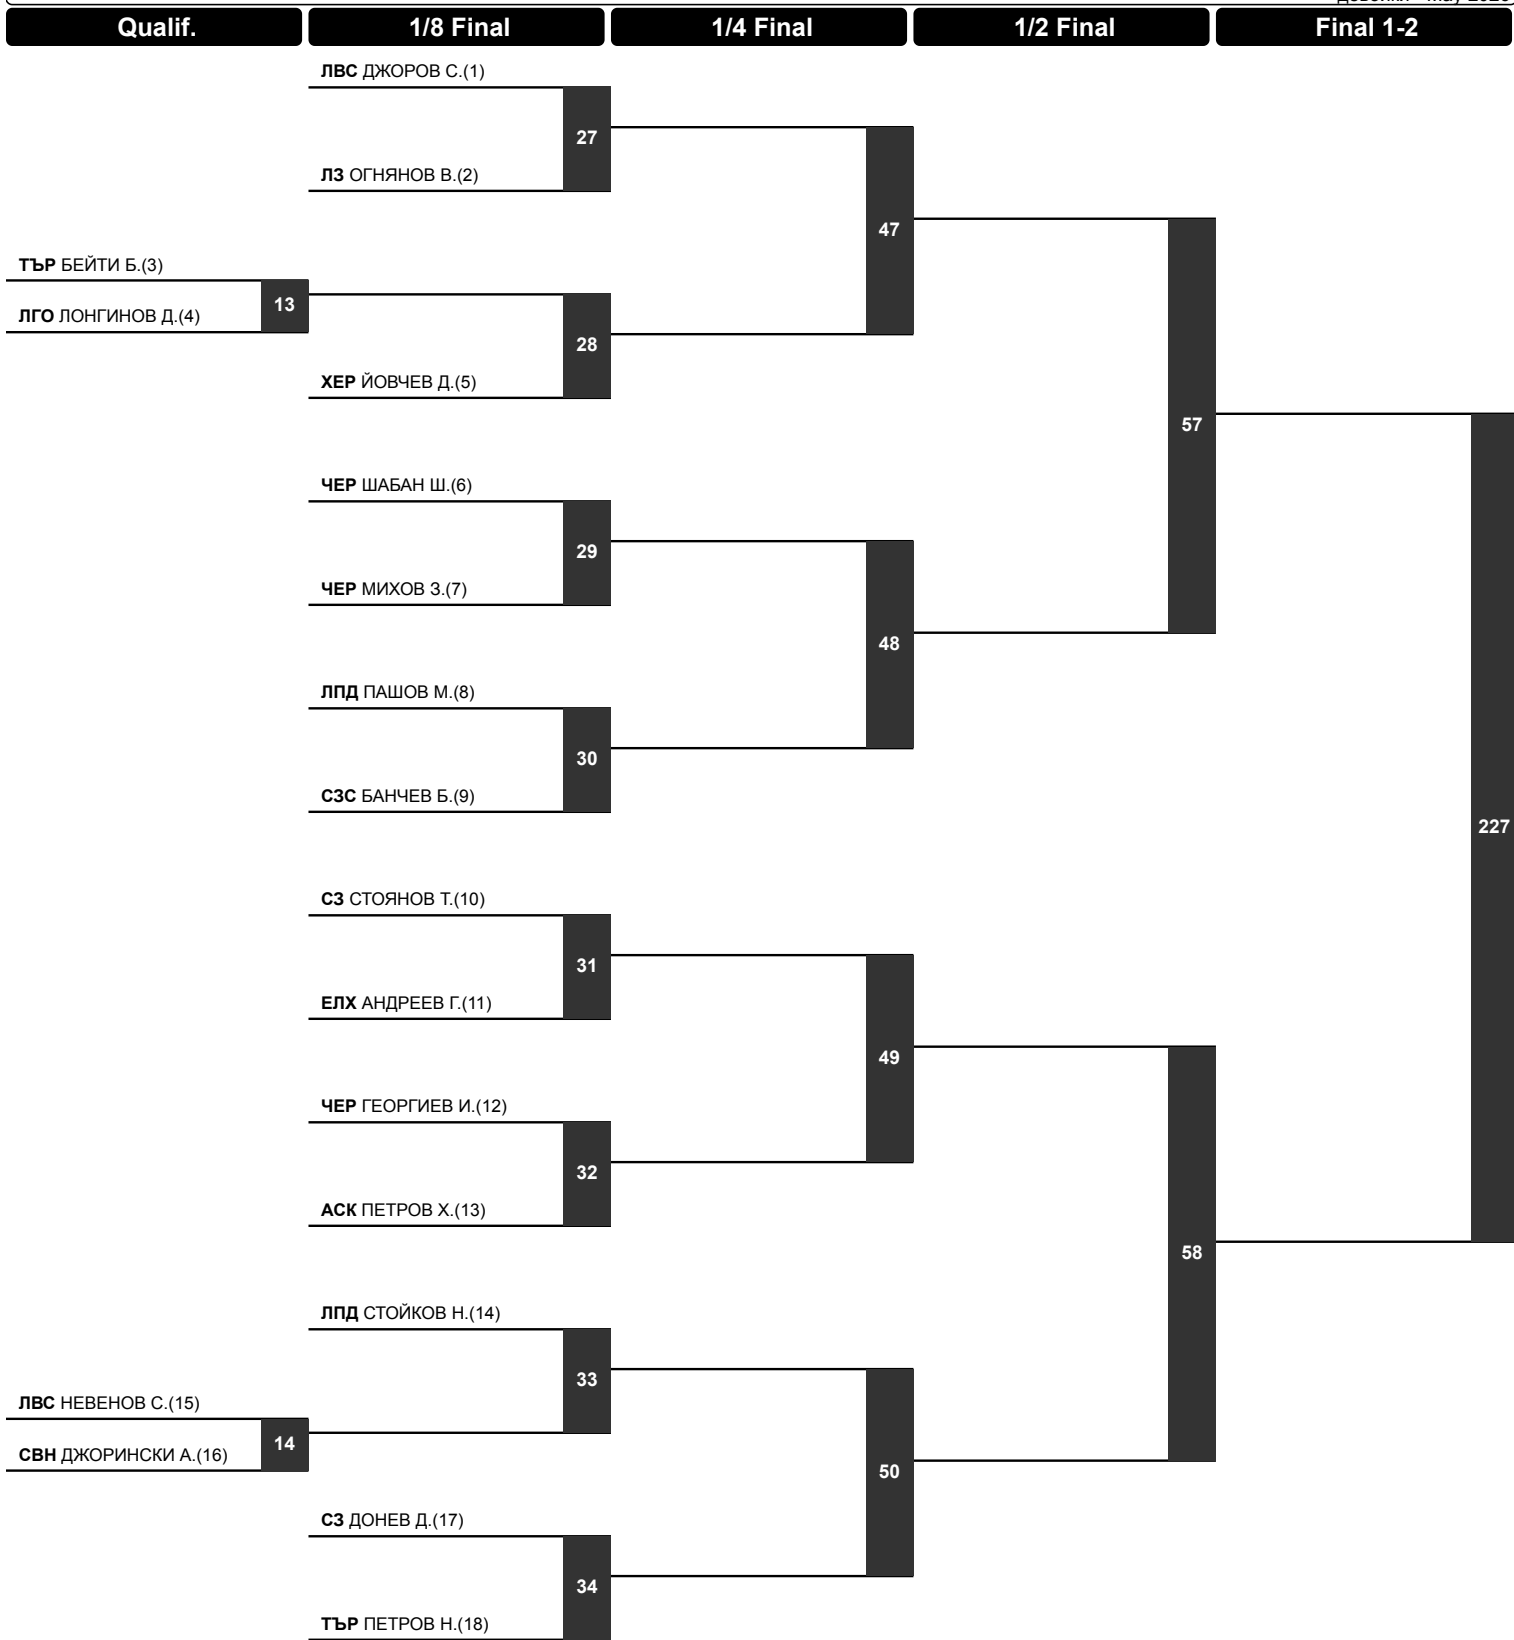 Qualif.
1/8 Final
1/4 Final
1/2 Final
Final 1-2
ЛВС ДЖОРОВ С.(1)
27
ЛЗ ОГНЯНОВ В.(2)
47
ТЪР БЕЙТИ Б.(3)
13
ЛГО ЛОНГИНОВ Д.(4)
28
ХЕР ЙОВЧЕВ Д.(5)
57
ЧЕР ШАБАН Ш.(6)
29
ЧЕР МИХОВ З.(7)
48
ЛПД ПАШОВ М.(8)
30
СЗС БАНЧЕВ Б.(9)
227
СЗ СТОЯНОВ Т.(10)
31
ЕЛХ АНДРЕЕВ Г.(11)
49
ЧЕР ГЕОРГИЕВ И.(12)
32
АСК ПЕТРОВ Х.(13)
58
ЛПД СТОЙКОВ Н.(14)
33
ЛВС НЕВЕНОВ С.(15)
14
СВН ДЖОРИНСКИ А.(16)
50
СЗ ДОНЕВ Д.(17)
34
ТЪР ПЕТРОВ Н.(18)